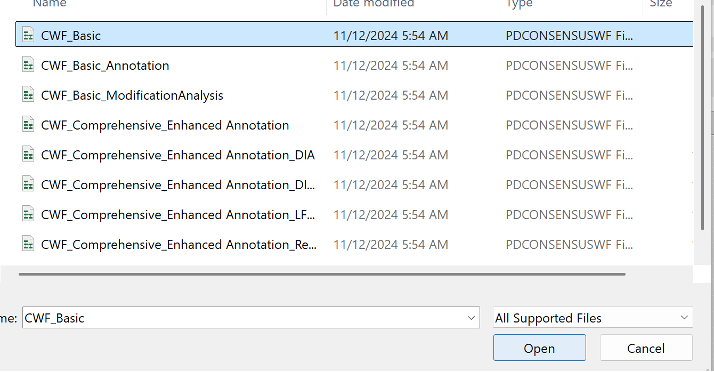 Name Date modified Type Size
CWF_Basic 11/12/2024 5:54 AM PDCONSENSUSWF Fi...
CWF_Basic_Annotation 11/12/2024 5:54 AM PDCONSENSUSWF Fi...
CWF_Basic_ModificationAnalysis 11/12/2024 5:54 AM PDCONSENSUSWF Fi...
CWF_Comprehensive_Enhanced Annotation 11/12/2024 5:54 AM PDCONSENSUSWF Fi...
CWF_Comprehensive_Enhanced Annotation_DIA 11/12/2024 5:54 AM PDCONSENSUSWF Fi...
CWF_Comprehensive_Enhanced Annotation_DI... 11/12/2024 5:54 AM PDCONSENSUSWF Fi...
CWF_Comprehensive_Enhanced Annotation_LF... 11/12/2024 5:54 AM PDCONSENSUSWF Fi...
CWF_Comprehensive_Enhanced Annotation_Re... 11/12/2024 5:54 AM PDCONSENSUSWF Fi...
me: CWF_Basic All Supported Files
Open Cancel